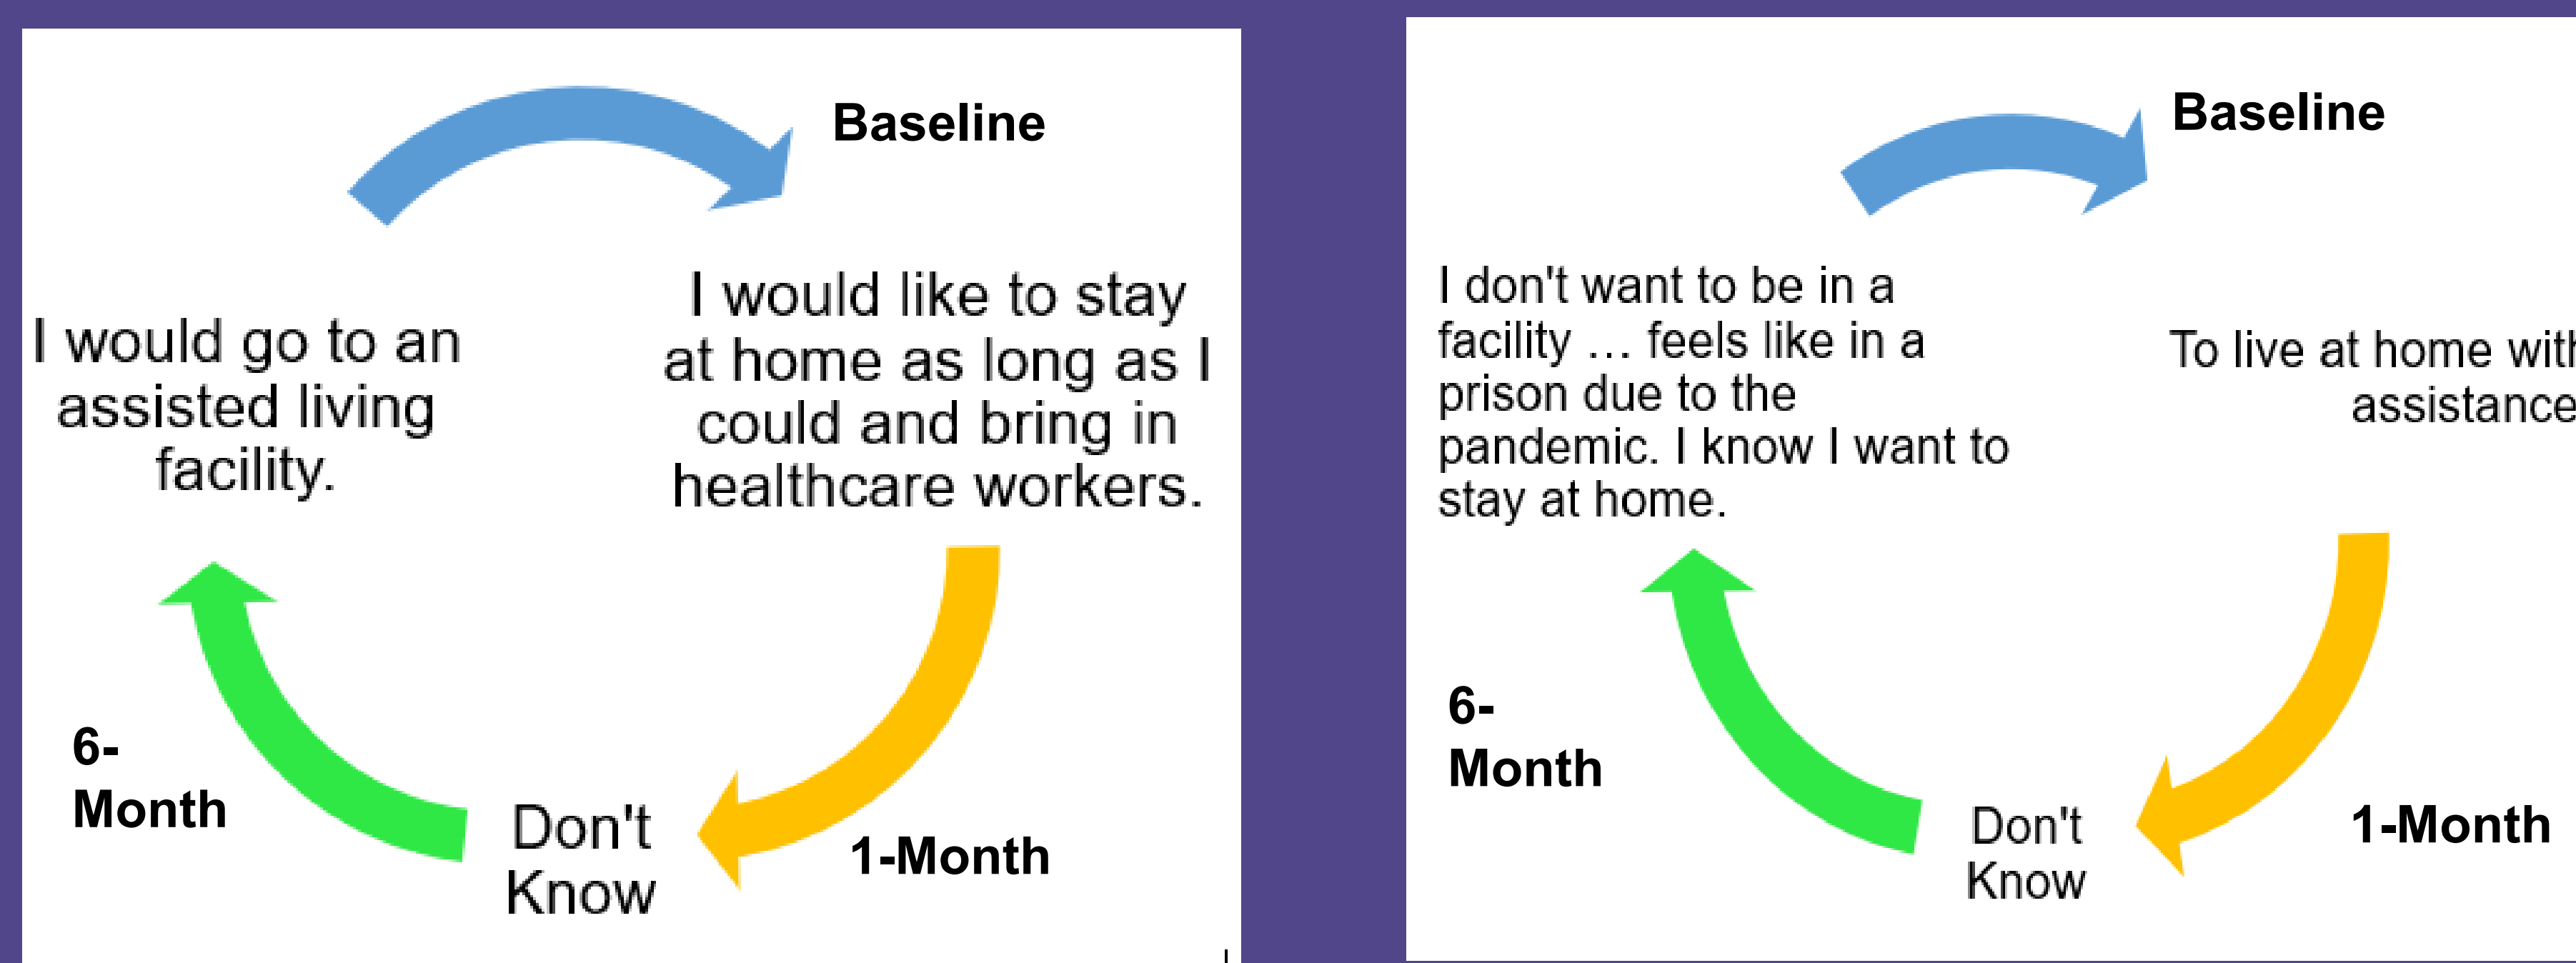 Baseline
I would like to stay
at home as long as I
could and bring in
healthcare workers.
I would go to an
assisted living
facility.
6-
Month
Don't
Know
1-Month
Baseline
I don't want to be in a
facility ... feels like in a
prison due to the
pandemic. I know I want to
stay at home.
To live at home with
assistance
6-
Month
Don't
Know
1-Month